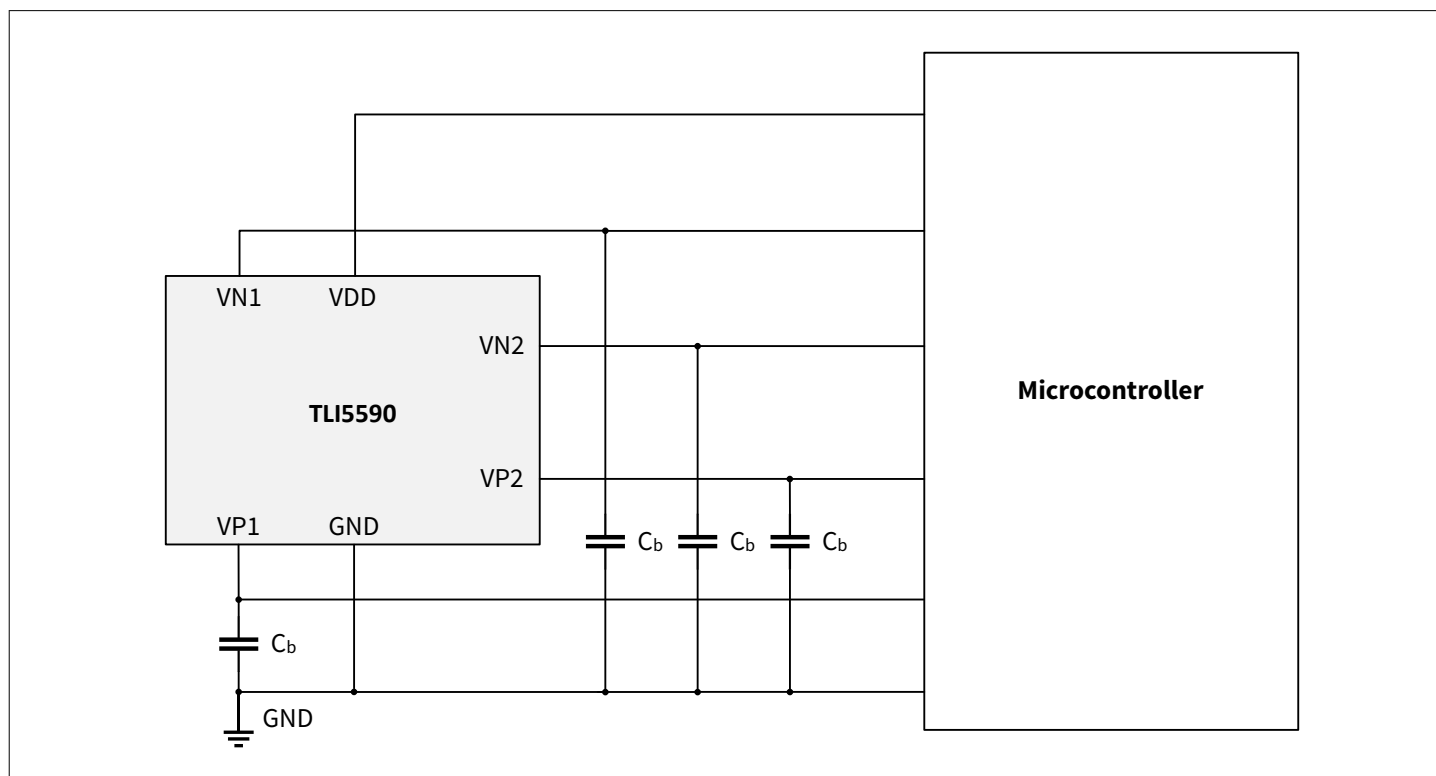 VN1 VDD
VN2
Microcontroller
TLI5590
VP2
VP1 GND
Cb Cb Cb
Cb
GND